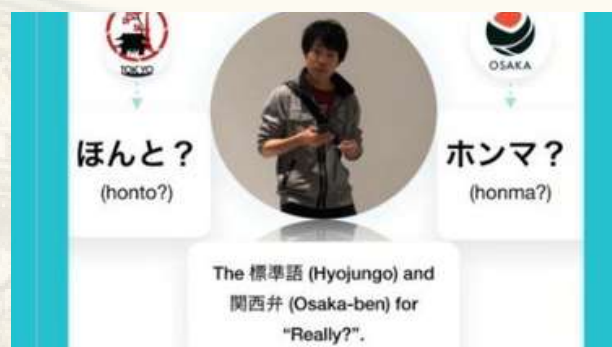 TOKYO
OSAKA
ほんと？
(honto?)
ホンマ？
(honma?)
The 標準語 (Hyojungo) and
関西弁 (Osaka-ben) for
“Really?”.